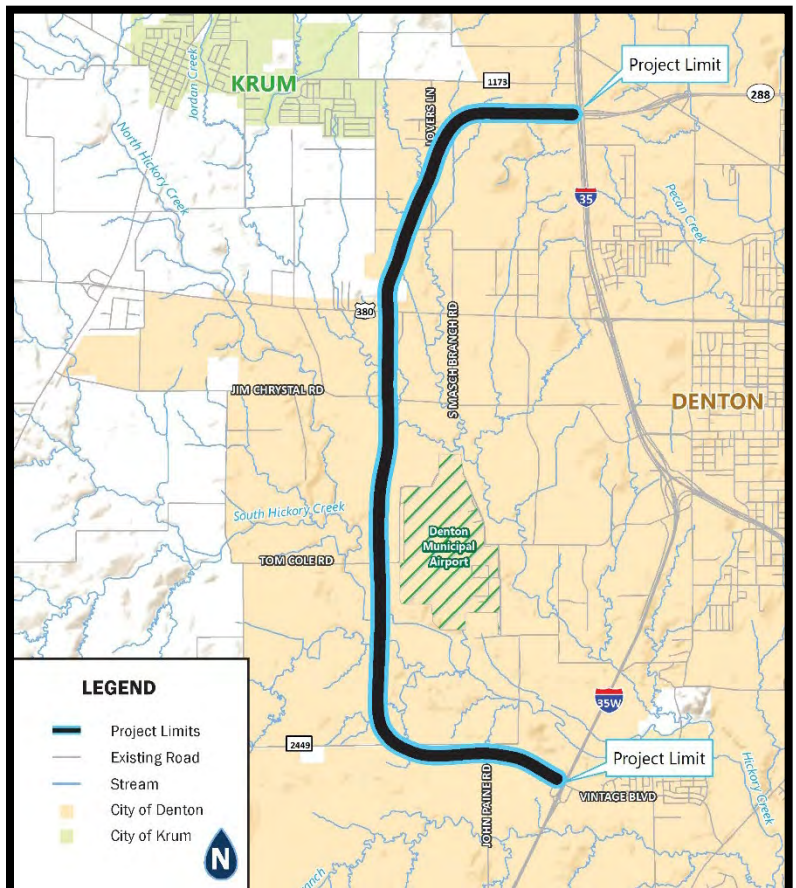 Project Limit
1173
288
KRUM
Jordan Creek
LOVERS LN
North Hickory Creek
35
Pecan Creek
380
S MASCH BRANCH RD
JIM CHRYSTAL RD
DENTON
South Hickory Creek
Denton
Municipal
Airport
TOM COLE RD
35W
2449
Project Limit
JOHN PAINE RD
VINTAGE BLVD
Hickory Creek
LEGEND
Project Limits
Existing Road
Stream
City of Denton
City of Krum
N